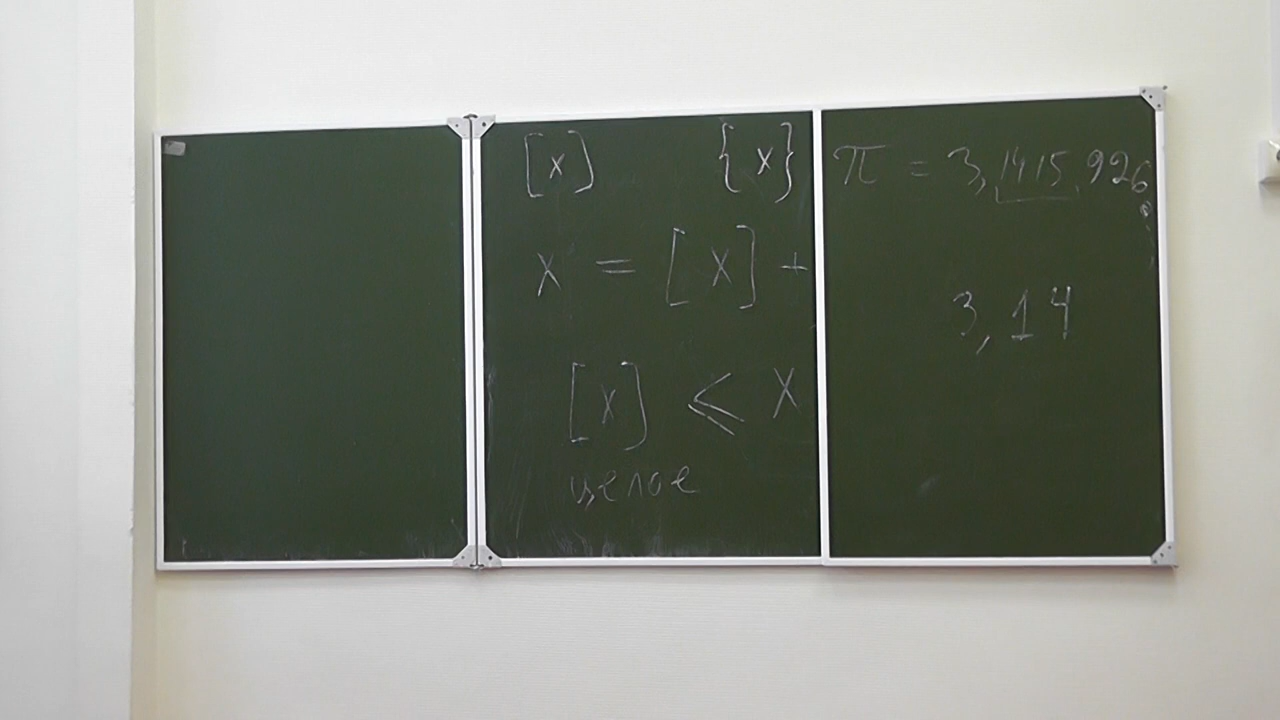 [x] {x}
x = [x] +
[x] ⩽ x
целое
π = 3,1415926
3,14